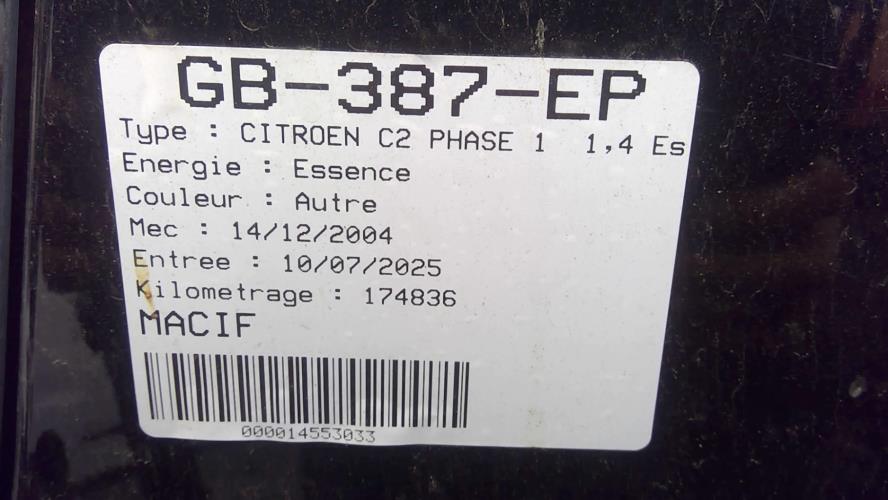 GB-387-EP
Type : CITROEN C2 PHASE 1 1,4 Es
Energie : Essence
Couleur : Autre
Mec : 14/12/2004
Entree : 10/07/2025
Kilometrage : 174836
MACIF
000014553033